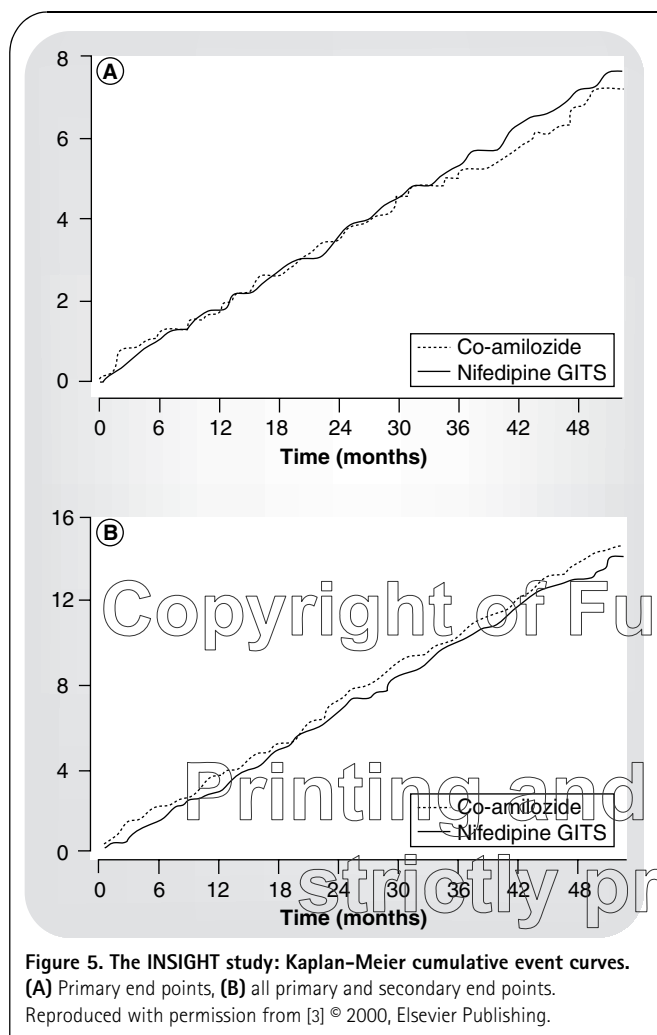 A
8
6
4
2
0
Co-amilozide
Nifedipine GITS
0 6 12 18 24 30 36 42 48
Time (months)
B
16
12
8
4
0
Copyright of Fu
Printing and
Co-amilozide
Nifedipine GITS
strictly pr
0 6 12 18 24 30 36 42 48
Time (months)
Figure 5. The INSIGHT study: Kaplan–Meier cumulative event curves.
(A) Primary end points, (B) all primary and secondary end points.
Reproduced with permission from [3] © 2000, Elsevier Publishing.